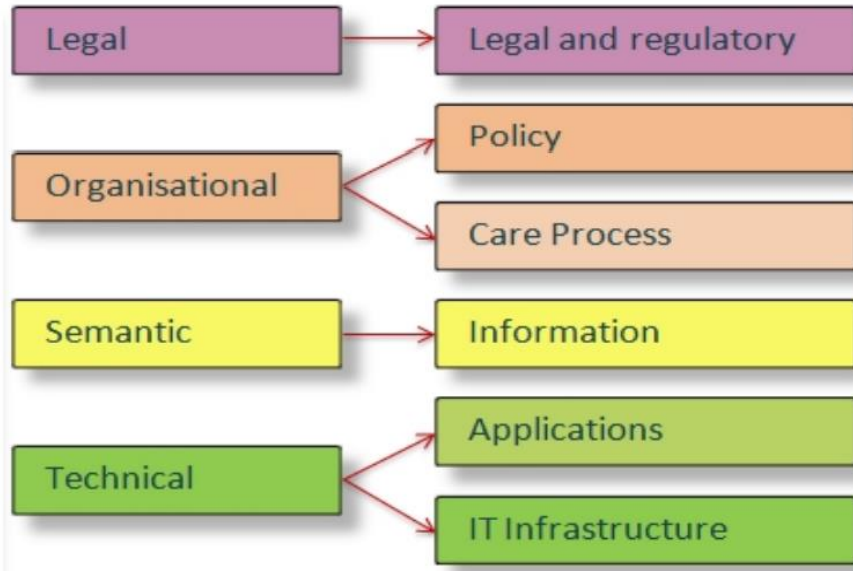 Legal
Legal and regulatory
Organisational
Policy
Care Process
Semantic
Information
Technical
Applications
IT Infrastructure